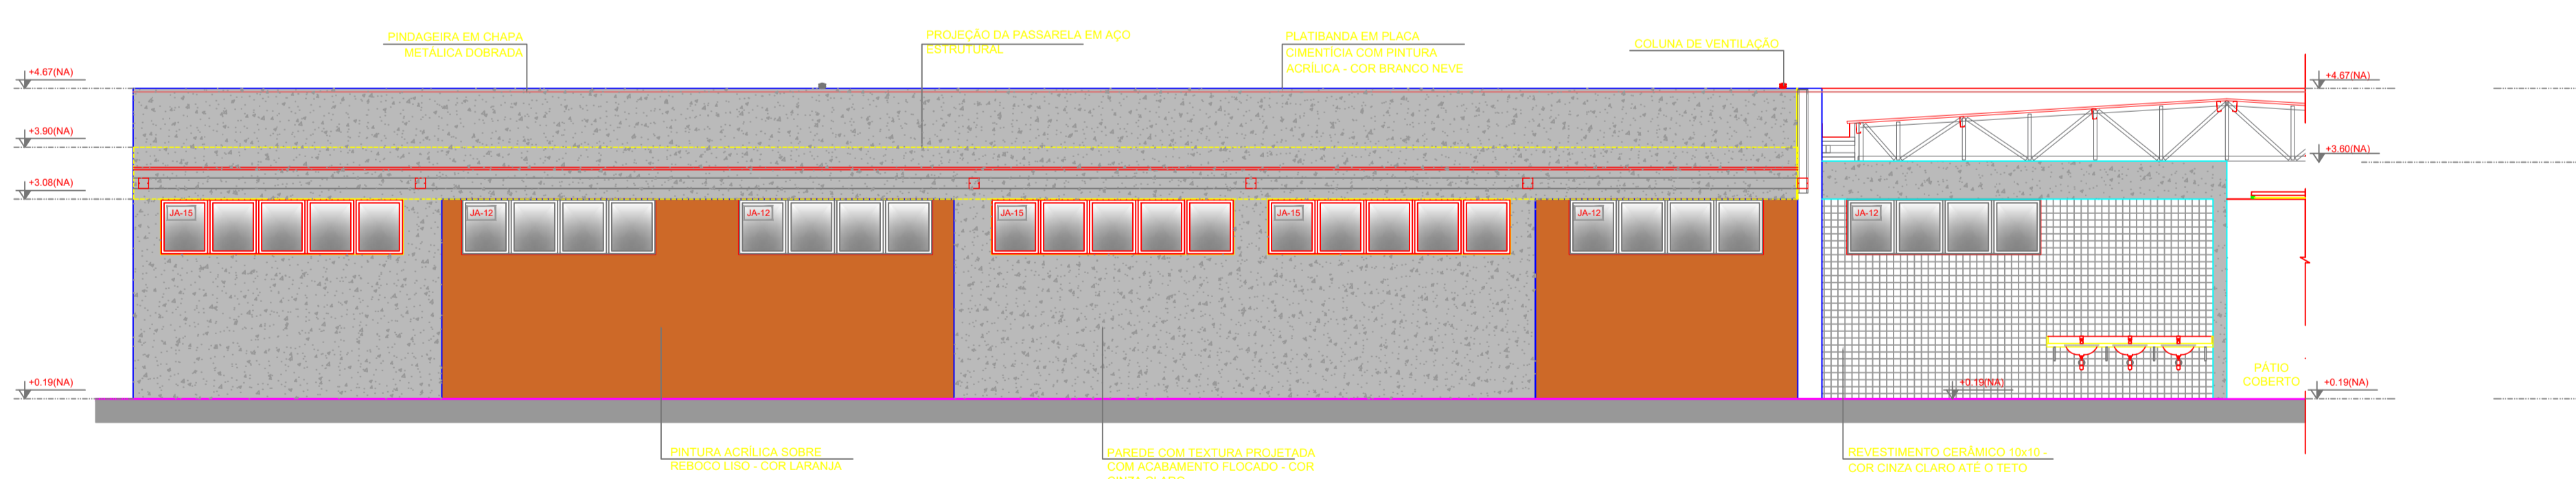 PINDAGEIRA EM CHAPA
METÁLICA DOBRADA
PROJEÇÃO DA PASSARELA EM AÇO
ESTRUTURAL
PLATIBANDA EM PLACA
CIMENTÍCIA COM PINTURA
ACRÍLICA - COR BRANCO NEVE
COLUNA DE VENTILAÇÃO
+4.67(NA)
+4.67(NA)
+3.90(NA)
+3.60(NA)
+3.08(NA)
JA-15
JA-12
JA-12
JA-15
JA-15
JA-12
JA-12
PÁTIO
COBERTO
+0.19(NA)
+0.19(NA)
+0.19(NA)
PINTURA ACRÍLICA SOBRE
REBOCO LISO - COR LARANJA
PAREDE COM TEXTURA PROJETADA
COM ACABAMENTO FLOCADO - COR
CINZA CLARO
REVESTIMENTO CERÂMICO 10x10 -
COR CINZA CLARO ATÉ O TETO